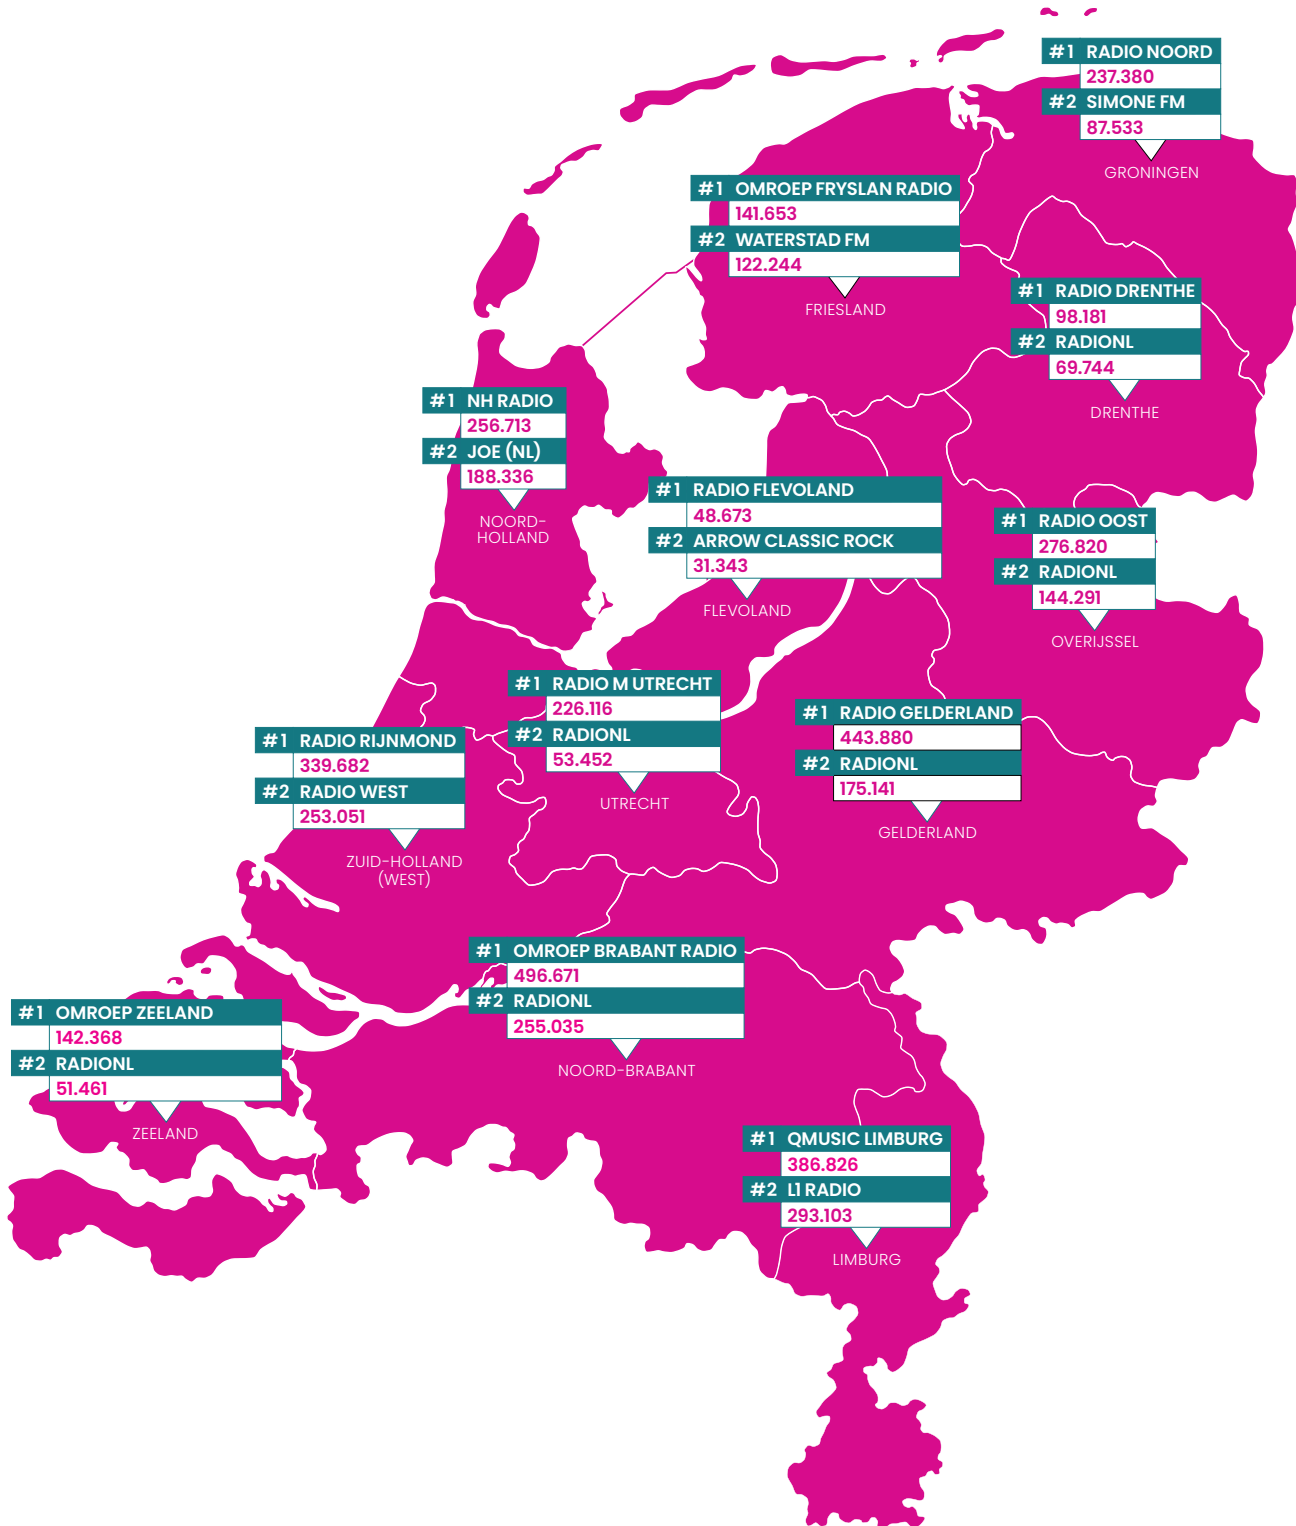 #1 RADIO NOORD
237.380
#2 SIMONE FM
87.533
GRONINGEN
#1 OMROEP FRYSLAN RADIO
141.653
#2 WATERSTAD FM
122.244
FRIESLAND
#1 RADIO DRENTHE
98.181
#2 RADIONL
69.744
DRENTHE
#1 NH RADIO
256.713
#2 JOE (NL)
188.336
NOORD-
HOLLAND
#1 RADIO FLEVOLAND
48.673
#2 ARROW CLASSIC ROCK
31.343
FLEVOLAND
#1 RADIO OOST
276.820
#2 RADIONL
144.291
OVERIJSSEL
#1 RADIO M UTRECHT
226.116
#2 RADIONL
53.452
UTRECHT
#1 RADIO GELDERLAND
443.880
#2 RADIONL
175.141
GELDERLAND
#1 RADIO RIJNMOND
339.682
#2 RADIO WEST
253.051
ZUID-HOLLAND
(WEST)
#1 OMROEP BRABANT RADIO
496.671
#2 RADIONL
255.035
NOORD-BRABANT
#1 OMROEP ZEELAND
142.368
#2 RADIONL
51.461
ZEELAND
#1 QMUSIC LIMBURG
386.826
#2 L1 RADIO
293.103
LIMBURG